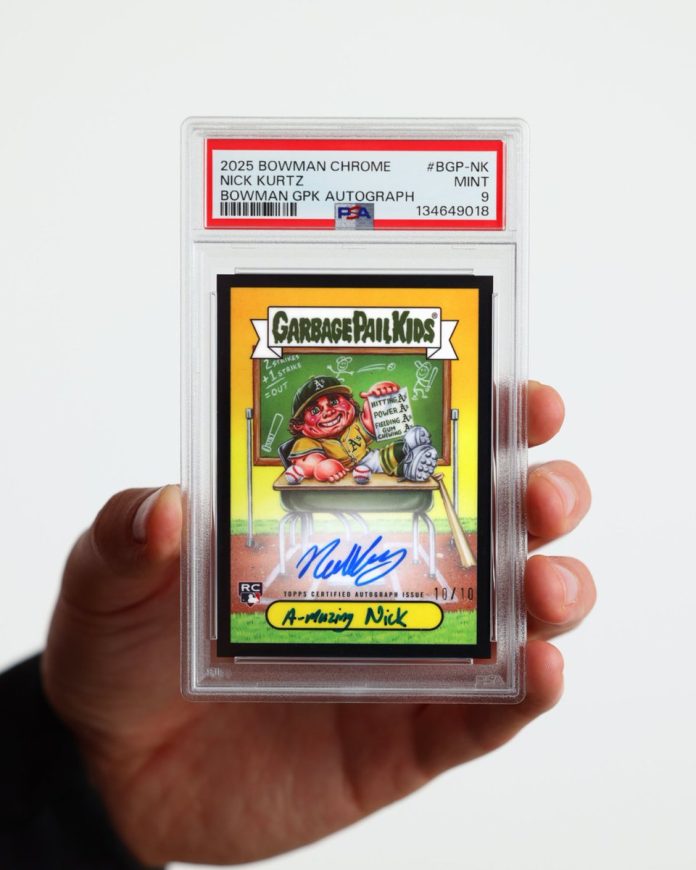 2025 BOWMAN CHROME #BGP-NK
NICK KURTZ MINT
BOWMAN GPK AUTOGRAPH 9
PSA 134649018
GARBAGE PAIL KIDS®
2 STRIKES
+1 STRIKE
=OUT
A's
HITTING A's
POWER A's
FIELDING A's
GUM
CHEWING A's
A's
RC
TOPPS CERTIFIED AUTOGRAPH ISSUE 10/10
A-mazing Nick